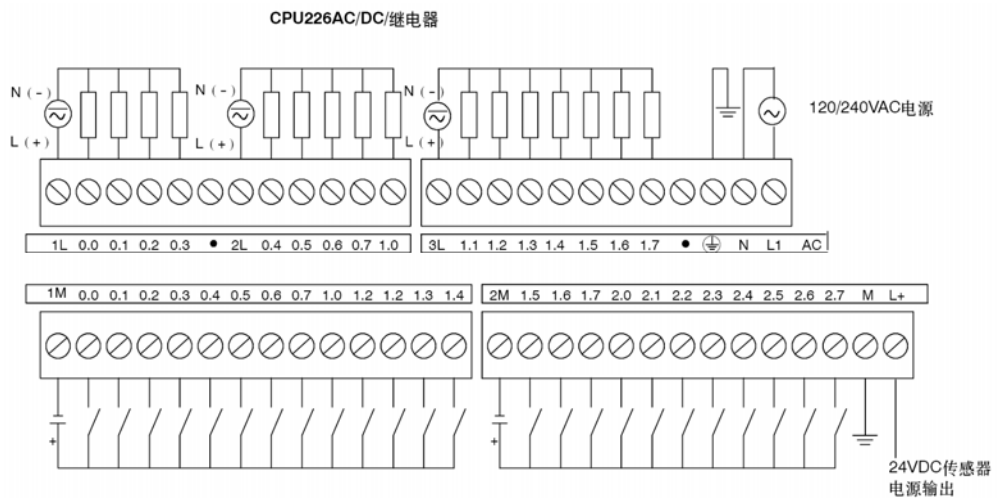 CPU226AC/DC/继电器
N (-) N (-) N (-)
120/240VAC电源
L (+) L (+) L (+)
1L 0.0 0.1 0.2 0.3 • 2L 0.4 0.5 0.6 0.7 1.0 3L 1.1 1.2 1.3 1.4 1.5 1.6 1.7 • N L1 AC
1M 0.0 0.1 0.2 0.3 0.4 0.5 0.6 0.7 1.0 1.2 1.2 1.3 1.4 2M 1.5 1.6 1.7 2.0 2.1 2.2 2.3 2.4 2.5 2.6 2.7 M L+
+ +
24VDC传感器
电源输出